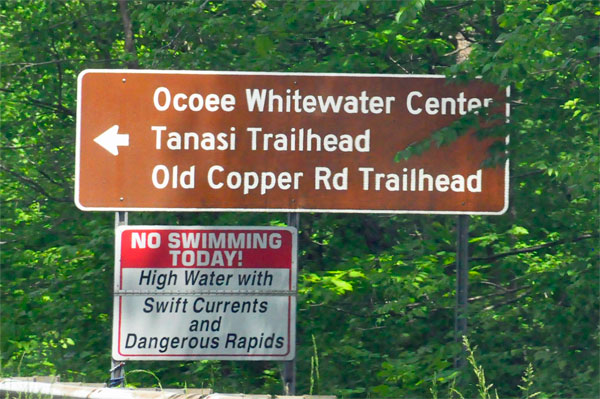 Ocoee Whitewater Center
Tanasi Trailhead
Old Copper Rd Trailhead
NO SWIMMING
TODAY!
High Water with
Swift Currents
and
Dangerous Rapids